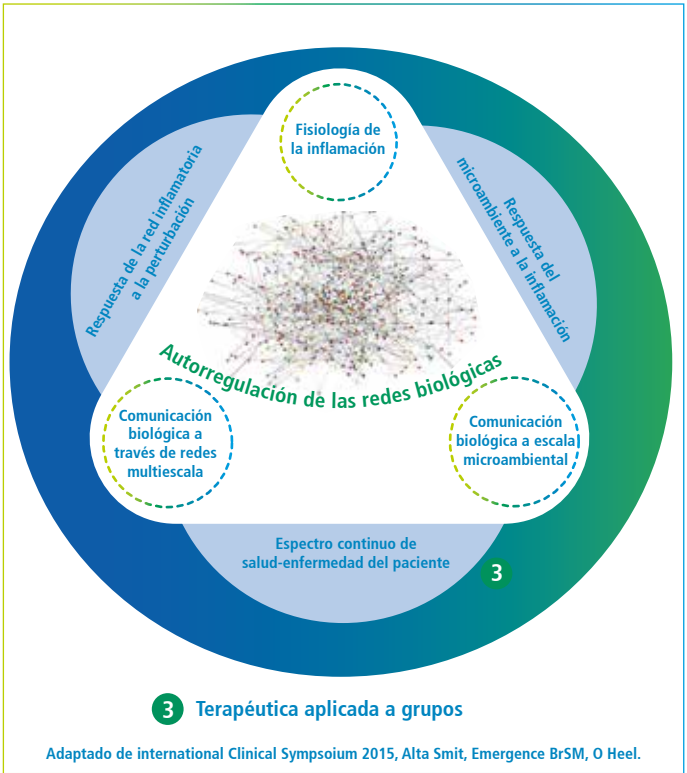 Fisiología de
la inflamación
Respuesta de la red inflamatoria
a la perturbación
Respuesta del
microambiente a la inflamación
Autorregulación de las redes biológicas
Comunicación
biológica a
través de redes
multiescala
Comunicación
biológica a escala
microambiental
Espectro continuo de
salud-enfermedad del paciente
3
3 Terapéutica aplicada a grupos
Adaptado de international Clinical Sympsoium 2015, Alta Smit, Emergence BrSM, O Heel.